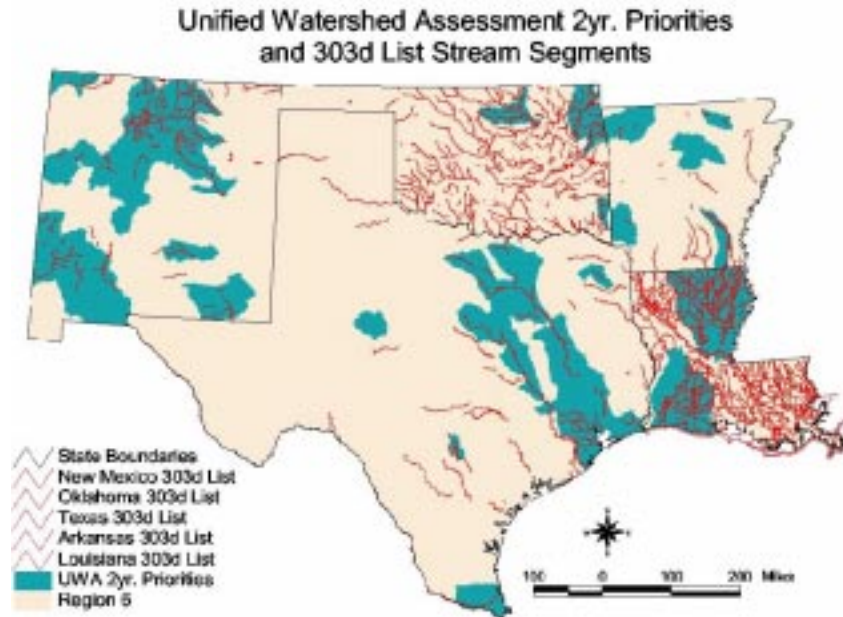 Unified Watershed Assessment 2yr. Priorities
and 303d List Stream Segments
State Boundaries
New Mexico 303d List
Oklahoma 303d List
Texas 303d List
Arkansas 303d List
Louisiana 303d List
UWA 2yr. Priorities
Region 6
100 0 100 200 Miles